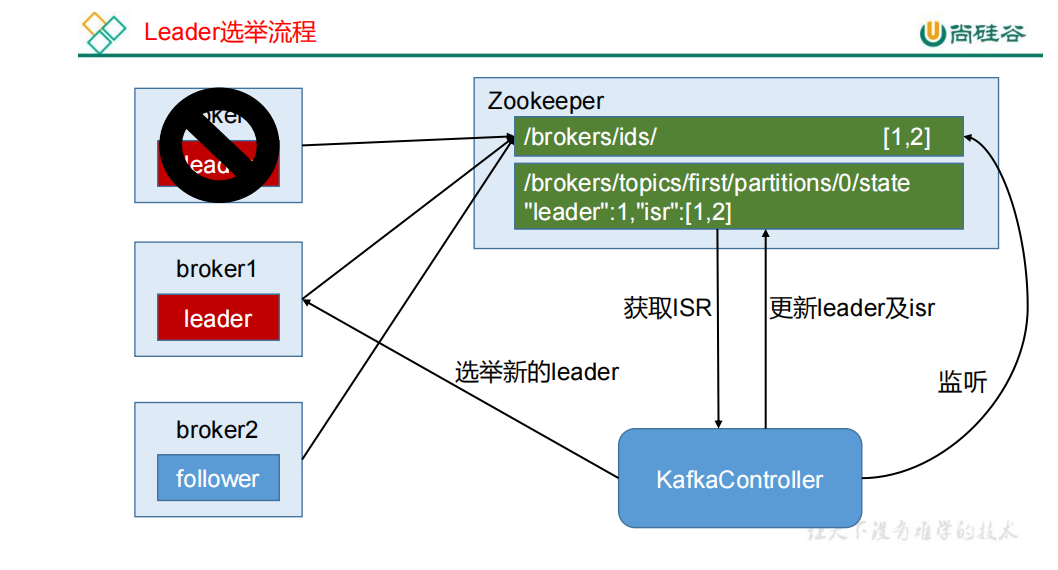 Leader选举流程
尚硅谷
Zookeeper
/brokers/ids/ [1,2]
/brokers/topics/first/partitions/0/state
"leader":1,"isr":[1,2]
broker1
leader
broker2
follower
获取ISR
更新leader及isr
选举新的leader
监听
KafkaController
让天下没有难学的技术